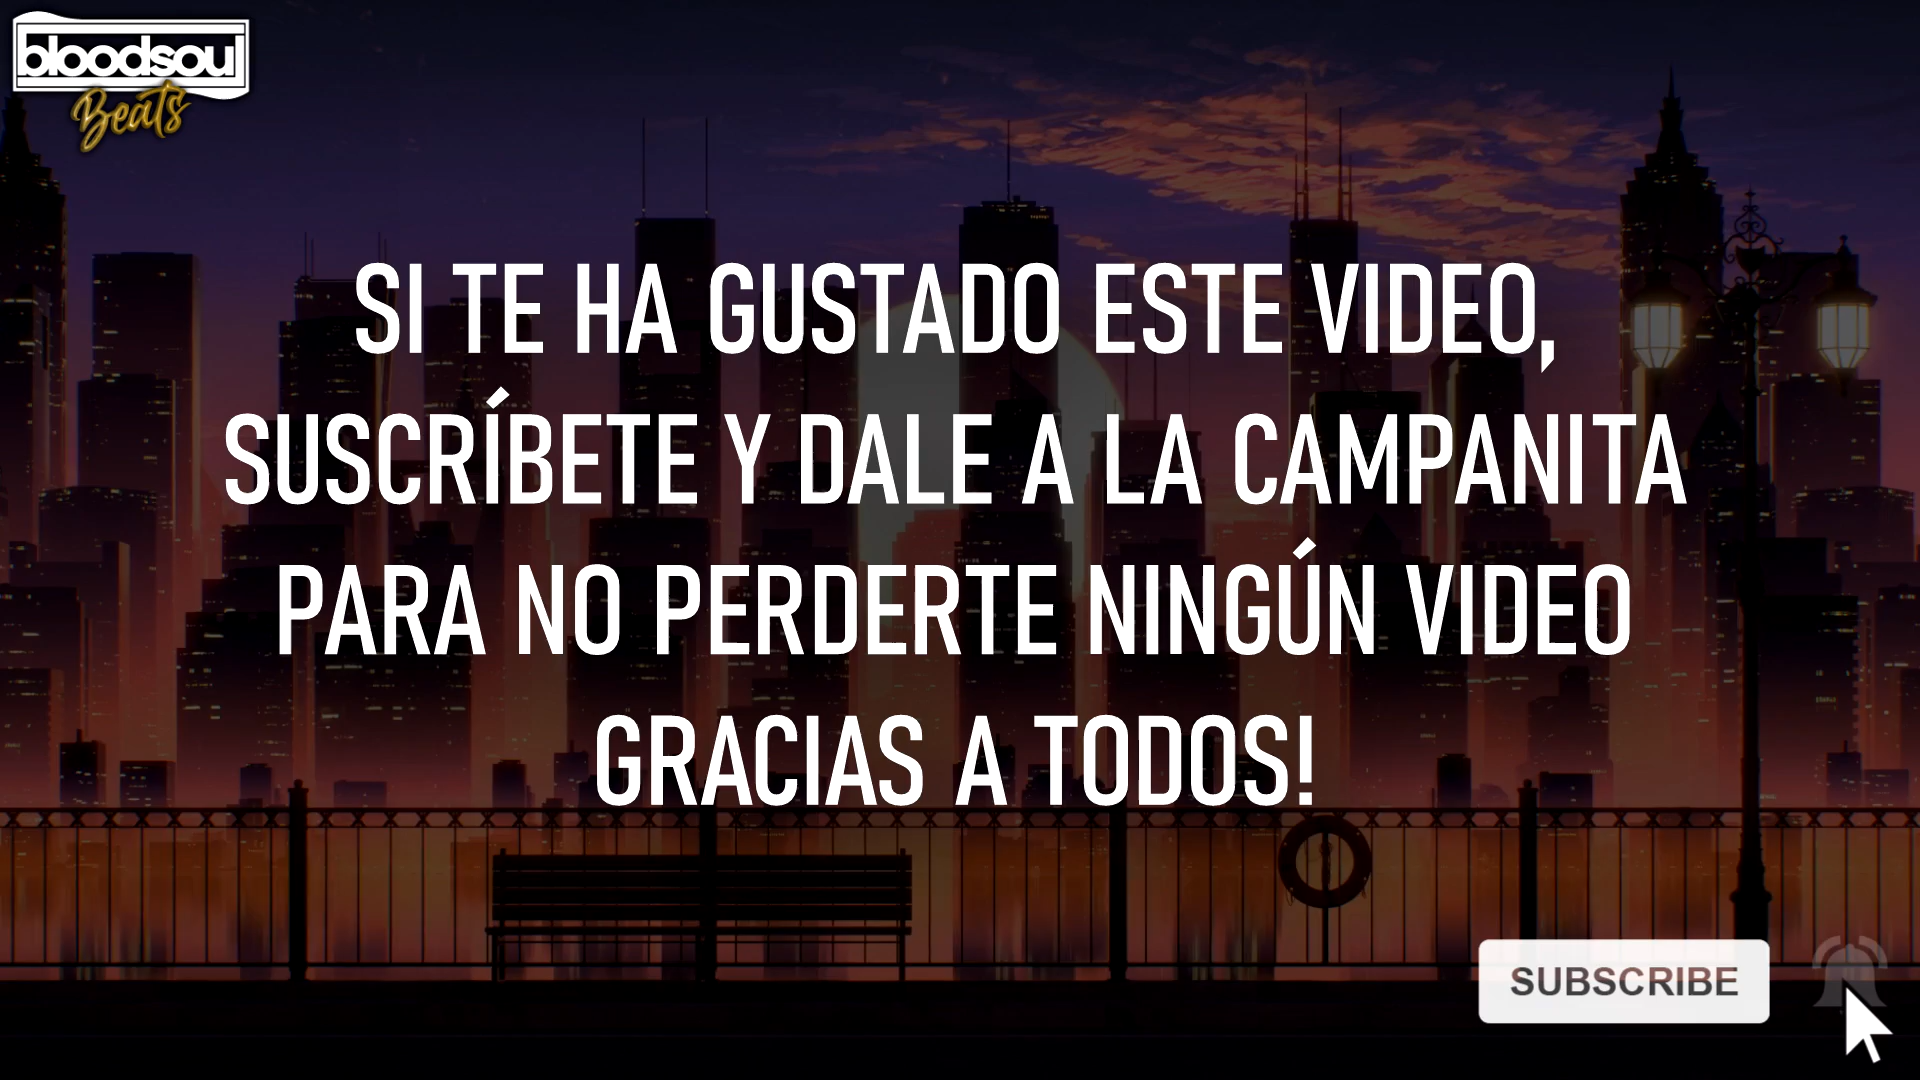 bloodsoul
Beats
SI TE HA GUSTADO ESTE VIDEO,
SUSCRÍBETE Y DALE A LA CAMPANITA
PARA NO PERDERTE NINGÚN VIDEO
GRACIAS A TODOS!
SUBSCRIBE